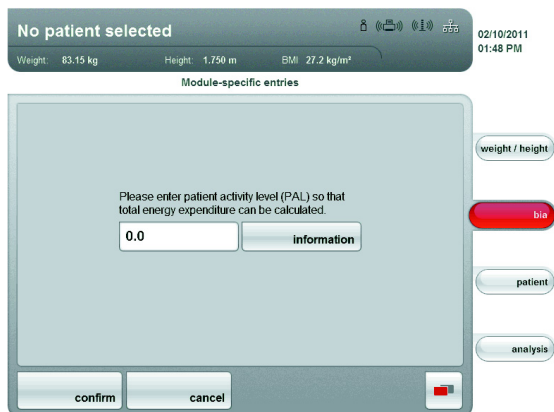 No patient selected
02/10/2011
01:48 PM
Weight: 83.15 kg Height: 1.750 m BMI 27.2 kg/m²
Module-specific entries
weight / height
Please enter patient activity level (PAL) so that
total energy expenditure can be calculated.
bia
0.0 information
patient
analysis
confirm cancel